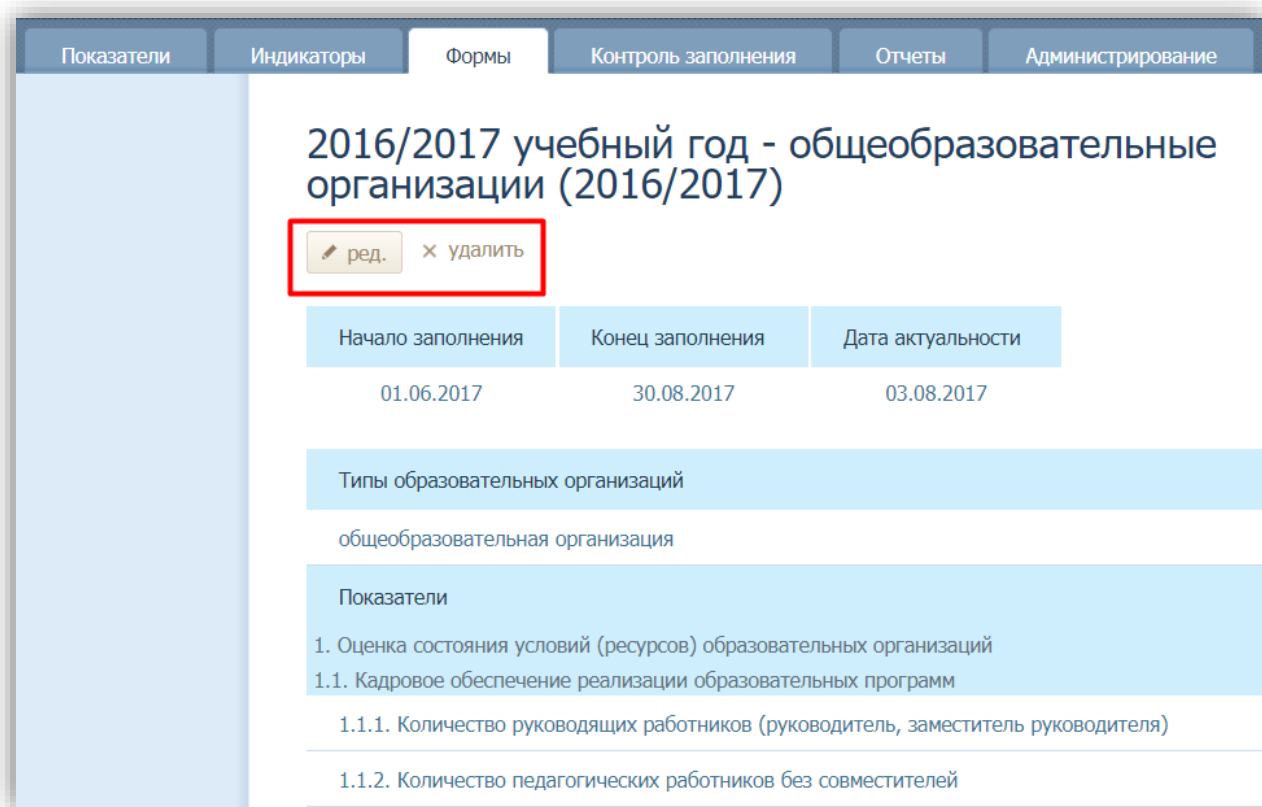 Показатели Индикаторы Формы Контроль заполнения Отчеты Администрирование
2016/2017 учебный год - общеобразовательные
организации (2016/2017)
ред. × удалить
Начало заполнения Конец заполнения Дата актуальности
01.06.2017 30.08.2017 03.08.2017
Типы образовательных организаций
общеобразовательная организация
Показатели
1. Оценка состояния условий (ресурсов) образовательных организаций
1.1. Кадровое обеспечение реализации образовательных программ
1.1.1. Количество руководящих работников (руководитель, заместитель руководителя)
1.1.2. Количество педагогических работников без совместителей